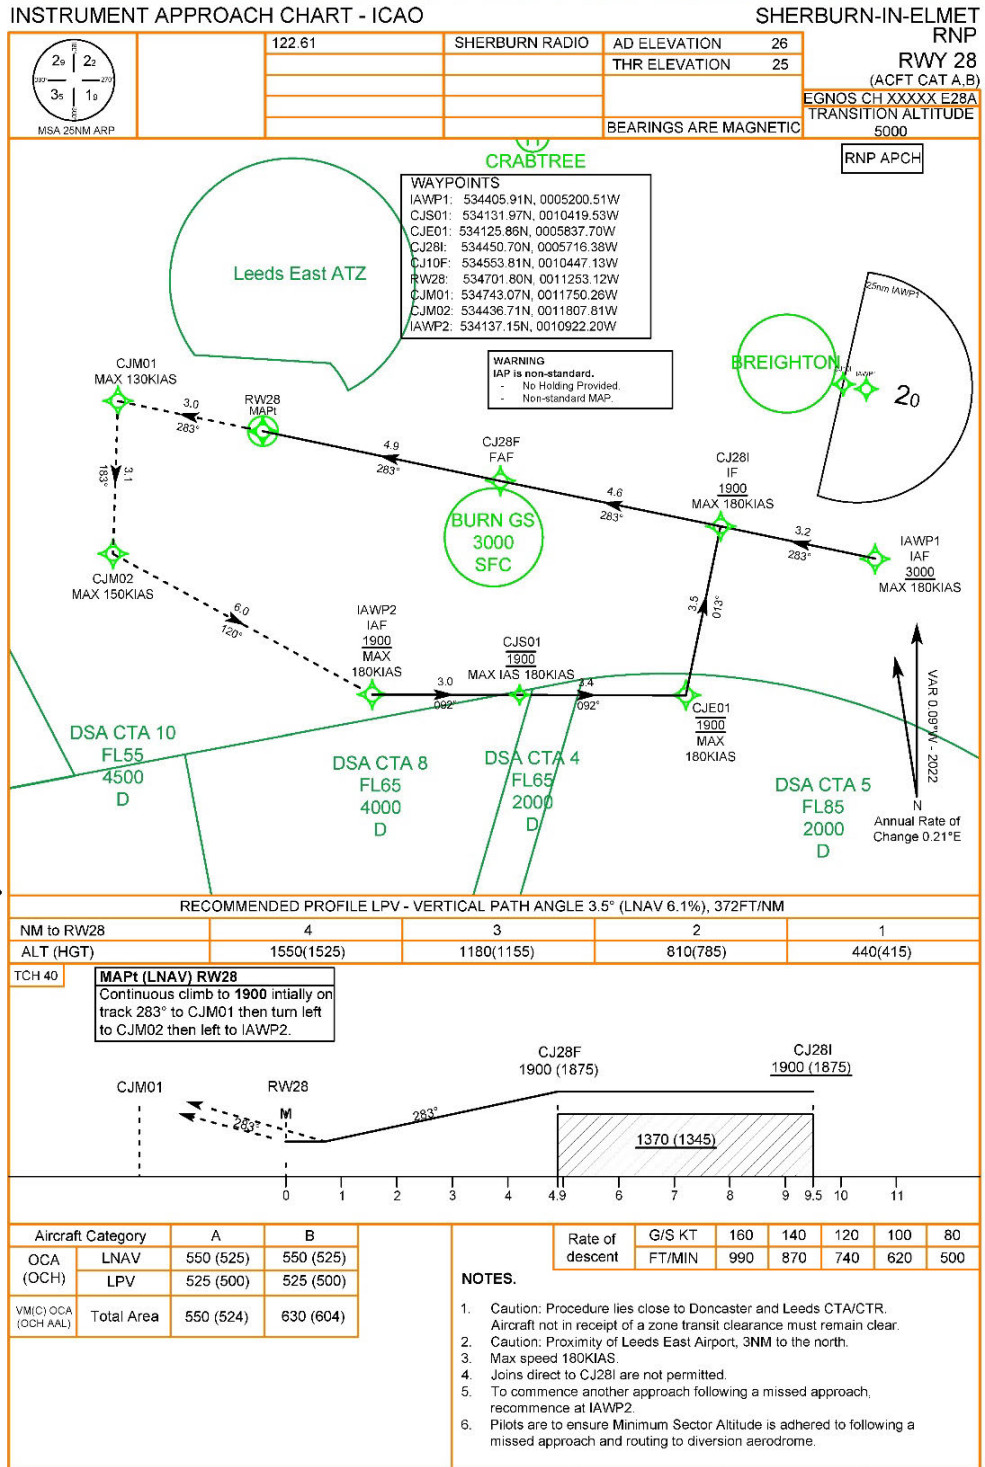 INSTRUMENT APPROACH CHART - ICAO
SHERBURN-IN-ELMET
RNP
RWY 28
(ACFT CAT A,B)
122.61
SHERBURN RADIO
AD ELEVATION 26
THR ELEVATION 25
BEARINGS ARE MAGNETIC
EGNOS CH XXXXX E28A
TRANSITION ALTITUDE
5000
29 22
35 19
MSA 25NM ARP
RNP APCH
H
CRABTREE
WAYPOINTS
IAWP1: 534405.91N, 0005200.51W
CJS01: 534131.97N, 0010419.53W
CJE01: 534125.86N, 0005837.70W
CJ28I: 534450.70N, 0005716.38W
CJ10F: 534553.81N, 0010447.13W
RW28: 534701.80N, 0011253.12W
CJM01: 534743.07N, 0011750.26W
CJM02: 534436.71N, 0011807.81W
IAWP2: 534137.15N, 0010922.20W
Leeds East ATZ
WARNING
IAP is non-standard.
- No Holding Provided.
- Non-standard MAP.
25nm IAWP1
BREIGHTON
IAWP1
20
CJM01
MAX 130KIAS
RW28
MAPt
3.0
283°
4.9
283°
CJ28F
FAF
4.6
283°
CJ28I
IF
1900
MAX 180KIAS
3.2
283°
IAWP1
IAF
3000
MAX 180KIAS
3.1
183°
BURN GS
3000
SFC
CJM02
MAX 150KIAS
6.0
120°
IAWP2
IAF
1900
MAX
180KIAS
3.0
092°
CJS01
1900
MAX IAS 180KIAS
3.4
092°
3.5
013°
CJE01
1900
MAX
180KIAS
VAR 0.09°W - 2022
N
Annual Rate of
Change 0.21°E
DSA CTA 10
FL55
4500
D
DSA CTA 8
FL65
4000
D
DSA CTA 4
FL65
2000
D
DSA CTA 5
FL85
2000
D
RECOMMENDED PROFILE LPV - VERTICAL PATH ANGLE 3.5° (LNAV 6.1%), 372FT/NM
NM to RW28 4 3 2 1
ALT (HGT) 1550(1525) 1180(1155) 810(785) 440(415)
TCH 40
MAPt (LNAV) RW28
Continuous climb to 1900 intially on
track 283° to CJM01 then turn left
to CJM02 then left to IAWP2.
CJM01
RW28
M
283°
283°
CJ28F
1900 (1875)
CJ28I
1900 (1875)
1370 (1345)
0 1 2 3 4 4.9 6 7 8 9 9.5 10 11
Aircraft Category A B
OCA (OCH) LNAV 550 (525) 550 (525)
LPV 525 (500) 525 (500)
VM(C) OCA (OCH AAL) Total Area 550 (524) 630 (604)
Rate of descent G/S KT 160 140 120 100 80
FT/MIN 990 870 740 620 500
NOTES.
1. Caution: Procedure lies close to Doncaster and Leeds CTA/CTR.
Aircraft not in receipt of a zone transit clearance must remain clear.
2. Caution: Proximity of Leeds East Airport, 3NM to the north.
3. Max speed 180KIAS.
4. Joins direct to CJ28I are not permitted.
5. To commence another approach following a missed approach,
recommence at IAWP2.
6. Pilots are to ensure Minimum Sector Altitude is adhered to following a
missed approach and routing to diversion aerodrome.